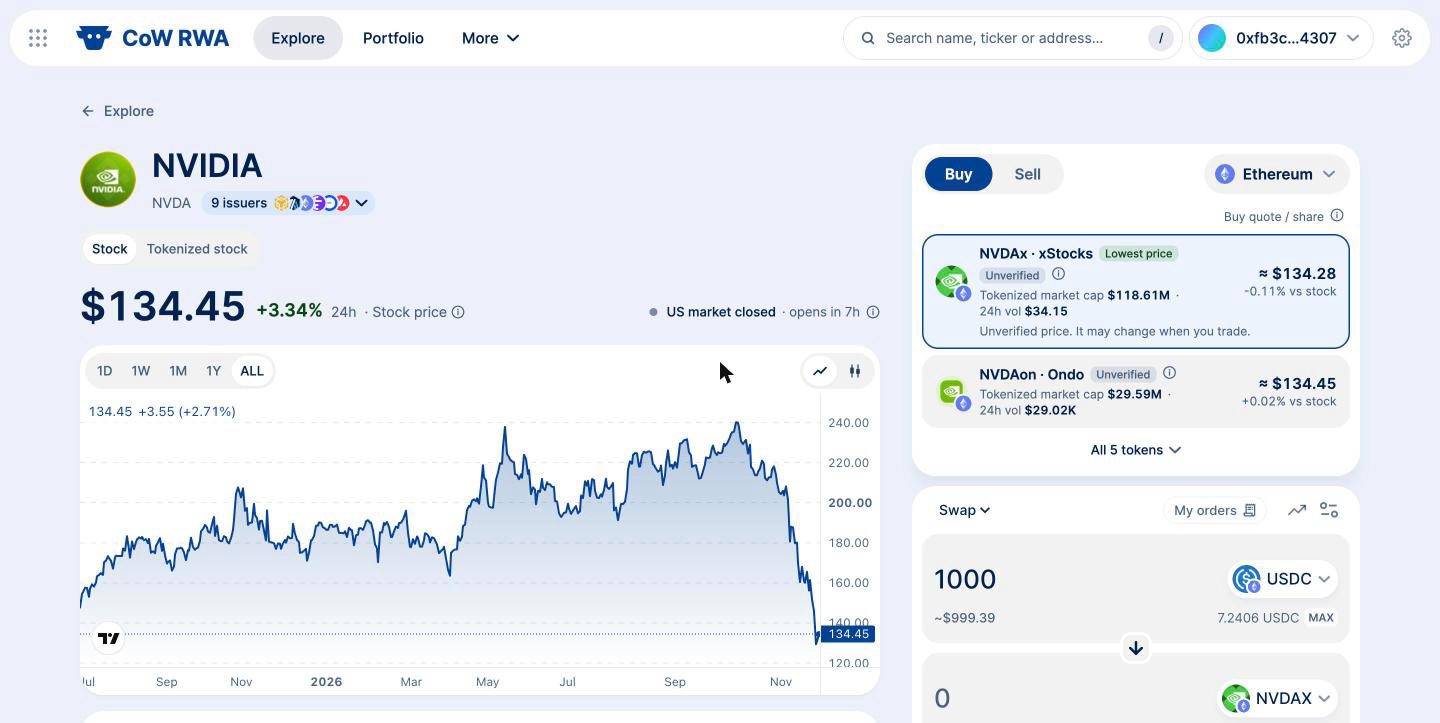 CoW RWA
Explore
Portfolio
More
Search name, ticker or address...
/
0xfb3c...4307
← Explore
NVIDIA
NVIDIA
NVDA
9 issuers
Stock
Tokenized stock
$134.45 +3.34% 24h · Stock price
US market closed · opens in 7h
1D 1W 1M 1Y ALL
134.45 +3.55 (+2.71%)
240.00
220.00
200.00
180.00
160.00
140.00
134.45
120.00
Jul Sep Nov 2026 Mar May Jul Sep Nov
Buy
Sell
Ethereum
Buy quote / share
NVDAx · xStocks Lowest price
Unverified
≈ $134.28
-0.11% vs stock
Tokenized market cap $118.61M ·
24h vol $34.15
Unverified price. It may change when you trade.
NVDAon · Ondo Unverified
≈ $134.45
+0.02% vs stock
Tokenized market cap $29.59M ·
24h vol $29.02K
All 5 tokens
Swap
My orders
1000
USDC
~$999.39
7.2406 USDC MAX
0
NVDAX